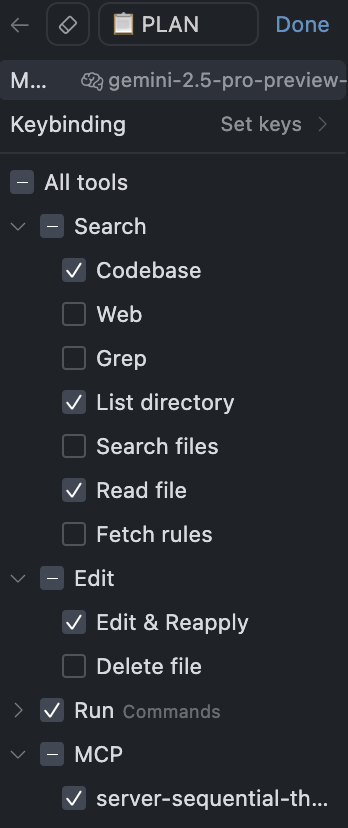 PLAN Done
M... gemini-2.5-pro-preview-
Keybinding Set keys
All tools
Search
Codebase
Web
Grep
List directory
Search files
Read file
Fetch rules
Edit
Edit & Reapply
Delete file
Run Commands
MCP
server-sequential-th...